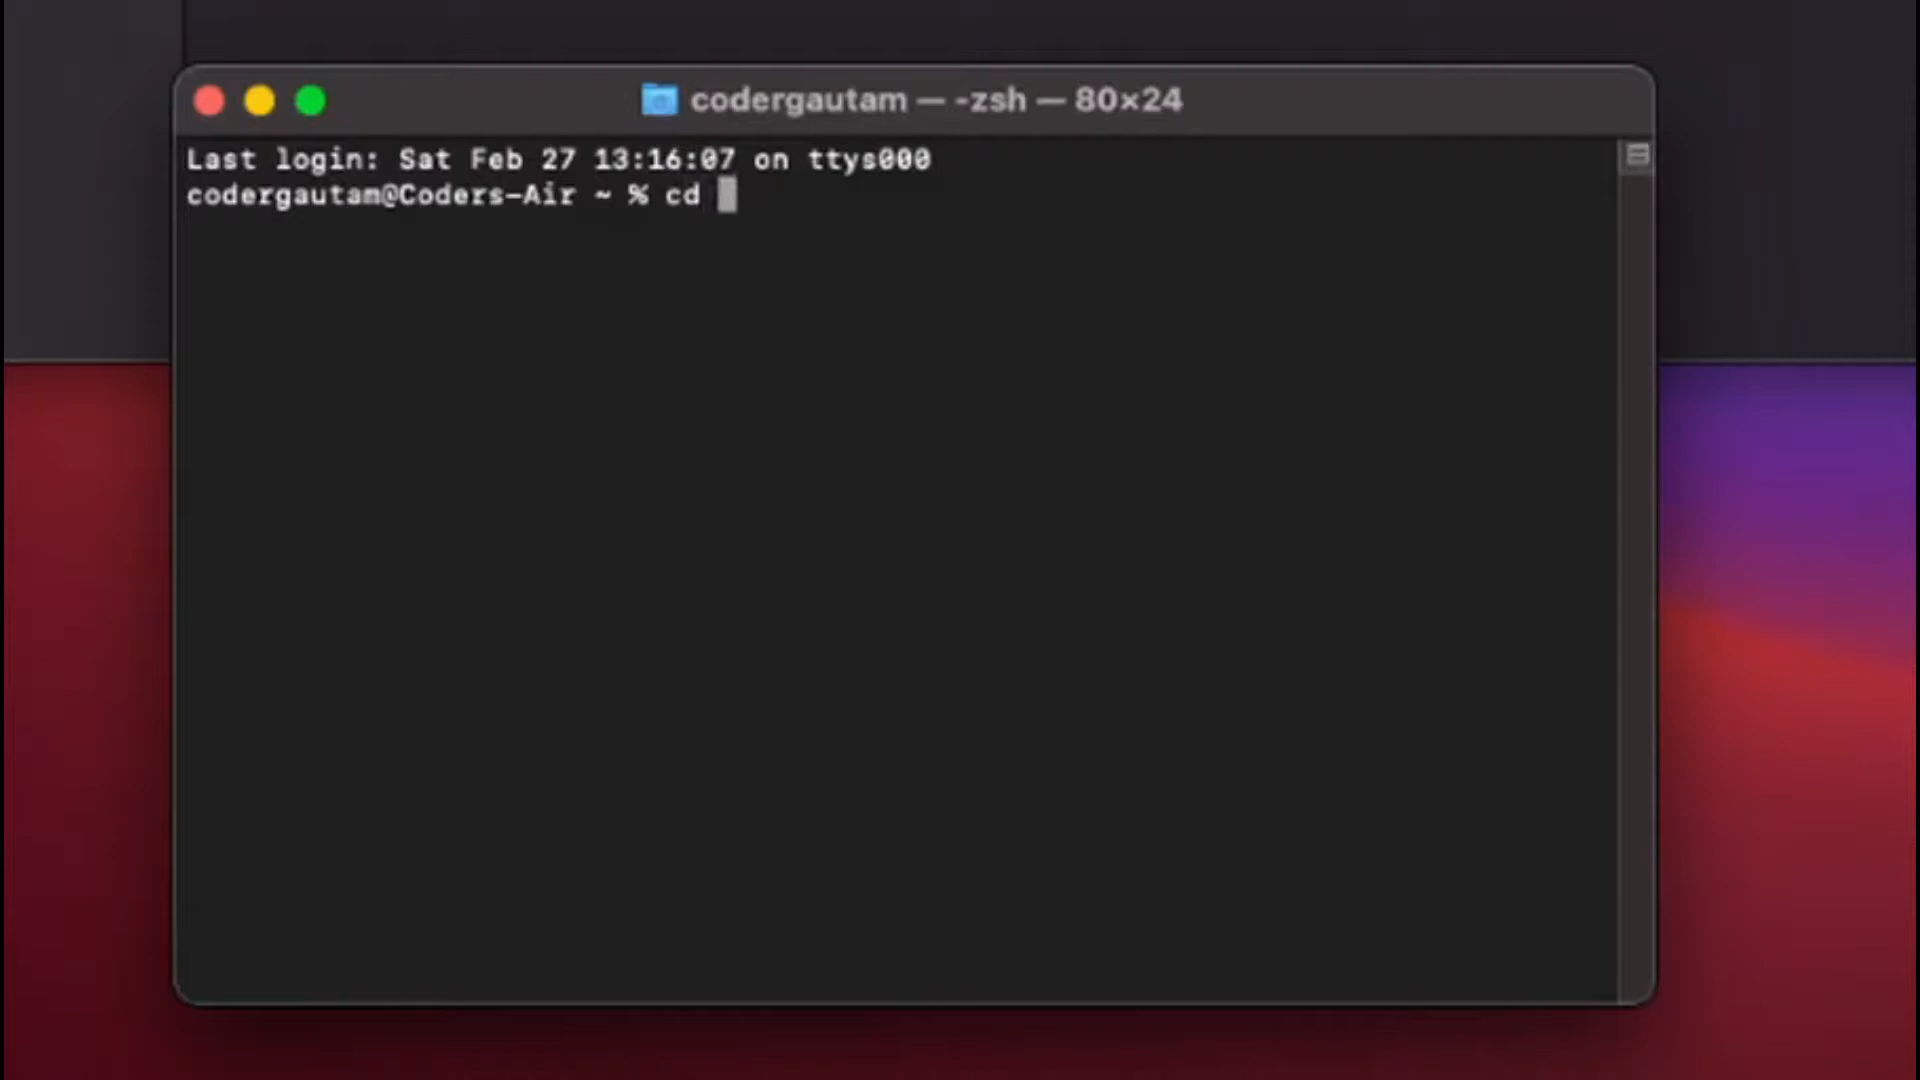 codergautam — -zsh — 80×24
Last login: Sat Feb 27 13:16:07 on ttys000
codergautam@Coders-Air ~ % cd